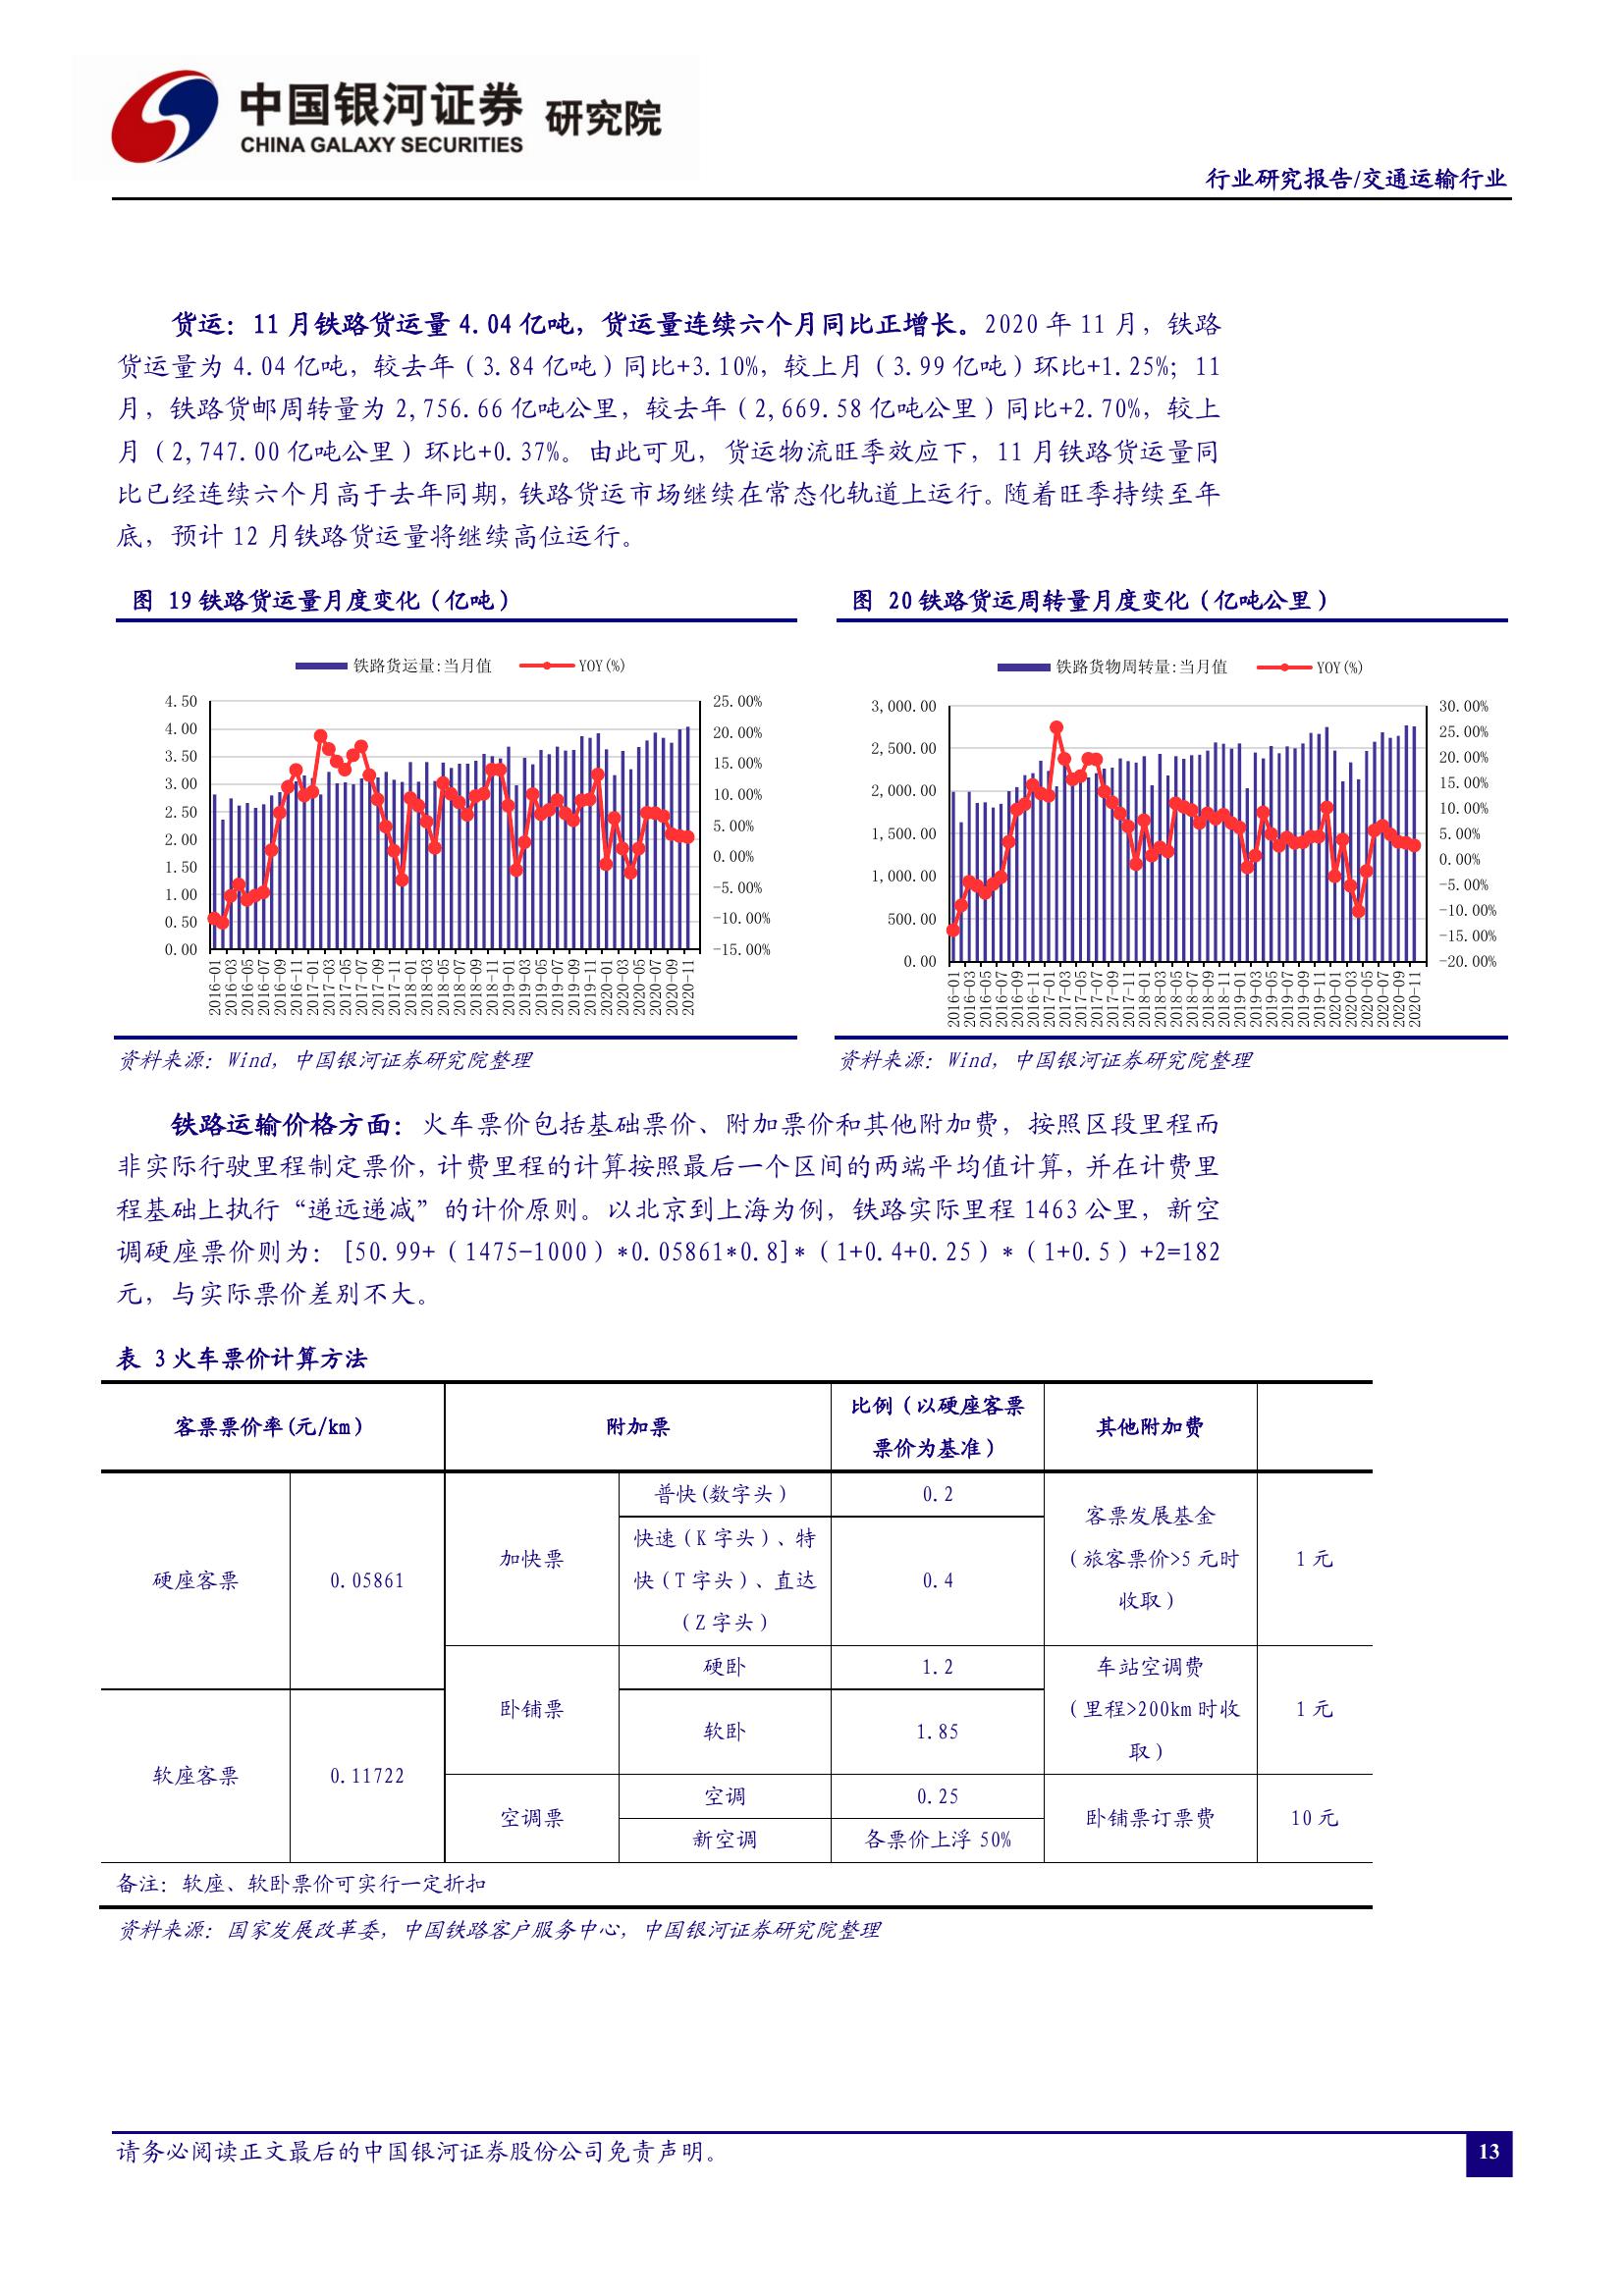 中国银河证券 研究院
CHINA GALAXY SECURITIES
行业研究报告/交通运输行业
货运：11 月铁路货运量 4.04 亿吨，货运量连续六个月同比正增长。2020 年 11 月，铁路
货运量为 4.04 亿吨，较去年（3.84 亿吨）同比+3.10%，较上月（3.99 亿吨）环比+1.25%；11
月，铁路货邮周转量为 2,756.66 亿吨公里，较去年（2,669.58 亿吨公里）同比+2.70%，较上
月（2,747.00 亿吨公里）环比+0.37%。由此可见，货运物流旺季效应下，11 月铁路货运量同
比已经连续六个月高于去年同期，铁路货运市场继续在常态化轨道上运行。随着旺季持续至年
底，预计 12 月铁路货运量将继续高位运行。
图 19 铁路货运量月度变化（亿吨）
铁路货运量:当月值 YOY(%)
4.50 25.00%
4.00 20.00%
3.50 15.00%
3.00 10.00%
2.50 5.00%
2.00 0.00%
1.50 -5.00%
1.00 -10.00%
0.50 -15.00%
0.00
2016-01 2016-03 2016-05 2016-07 2016-09 2016-11 2017-01 2017-03 2017-05 2017-07 2017-09 2017-11 2018-01 2018-03 2018-05 2018-07 2018-09 2018-11 2019-01 2019-03 2019-05 2019-07 2019-09 2019-11 2020-01 2020-03 2020-05 2020-07 2020-09 2020-11
资料来源：Wind，中国银河证券研究院整理
图 20 铁路货运周转量月度变化（亿吨公里）
铁路货物周转量:当月值 YOY(%)
3,000.00 30.00%
2,500.00 25.00%
2,000.00 20.00%
1,500.00 15.00%
1,000.00 10.00%
500.00 5.00%
0.00 0.00%
-5.00%
-10.00%
-15.00%
-20.00%
2016-01 2016-03 2016-05 2016-07 2016-09 2016-11 2017-01 2017-03 2017-05 2017-07 2017-09 2017-11 2018-01 2018-03 2018-05 2018-07 2018-09 2018-11 2019-01 2019-03 2019-05 2019-07 2019-09 2019-11 2020-01 2020-03 2020-05 2020-07 2020-09 2020-11
资料来源：Wind，中国银河证券研究院整理
铁路运输价格方面：火车票价包括基础票价、附加票价和其他附加费，按照区段里程而
非实际行驶里程制定票价，计费里程的计算按照最后一个区间的两端平均值计算，并在计费里
程基础上执行“递远递减”的计价原则。以北京到上海为例，铁路实际里程 1463 公里，新空
调硬座票价则为：[50.99+（1475-1000）*0.05861*0.8]*（1+0.4+0.25）*（1+0.5）+2=182
元，与实际票价差别不大。
表 3 火车票价计算方法
客票票价率(元/km） 附加票 比例（以硬座客票
票价为基准） 其他附加费
硬座客票 0.05861 加快票 普快(数字头） 0.2
快速（K 字头）、特
快（T 字头）、直达
（Z 字头） 0.4
客票发展基金
（旅客票价>5 元时
收取） 1 元
卧铺票 硬卧 1.2
软卧 1.85
车站空调费
（里程>200km 时收
取） 1 元
软座客票 0.11722
空调票 空调 0.25
新空调 各票价上浮 50%
卧铺票订票费 10 元
备注：软座、软卧票价可实行一定折扣
资料来源：国家发展改革委，中国铁路客户服务中心，中国银河证券研究院整理
请务必阅读正文最后的中国银河证券股份公司免责声明。
13